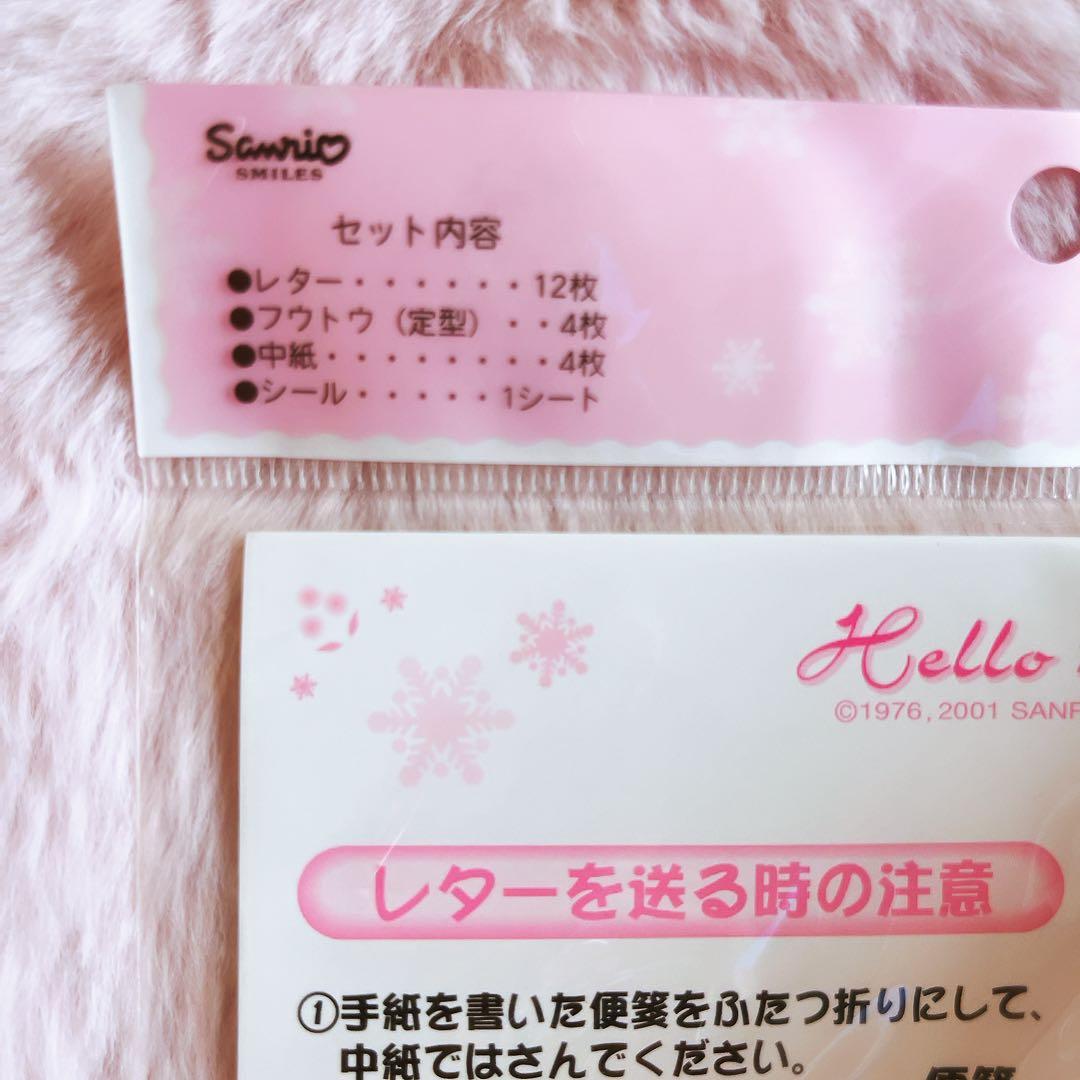 Sanrio
SMILES
セット内容
●レター・・・・・・12枚
●フウトウ（定型）・・4枚
●中紙・・・・・・・・4枚
●シール・・・・・1シート
Hello
©1976, 2001 SANR
レターを送る時の注意
①手紙を書いた便箋をふたつ折りにして、
中紙ではさんでください。
便箋